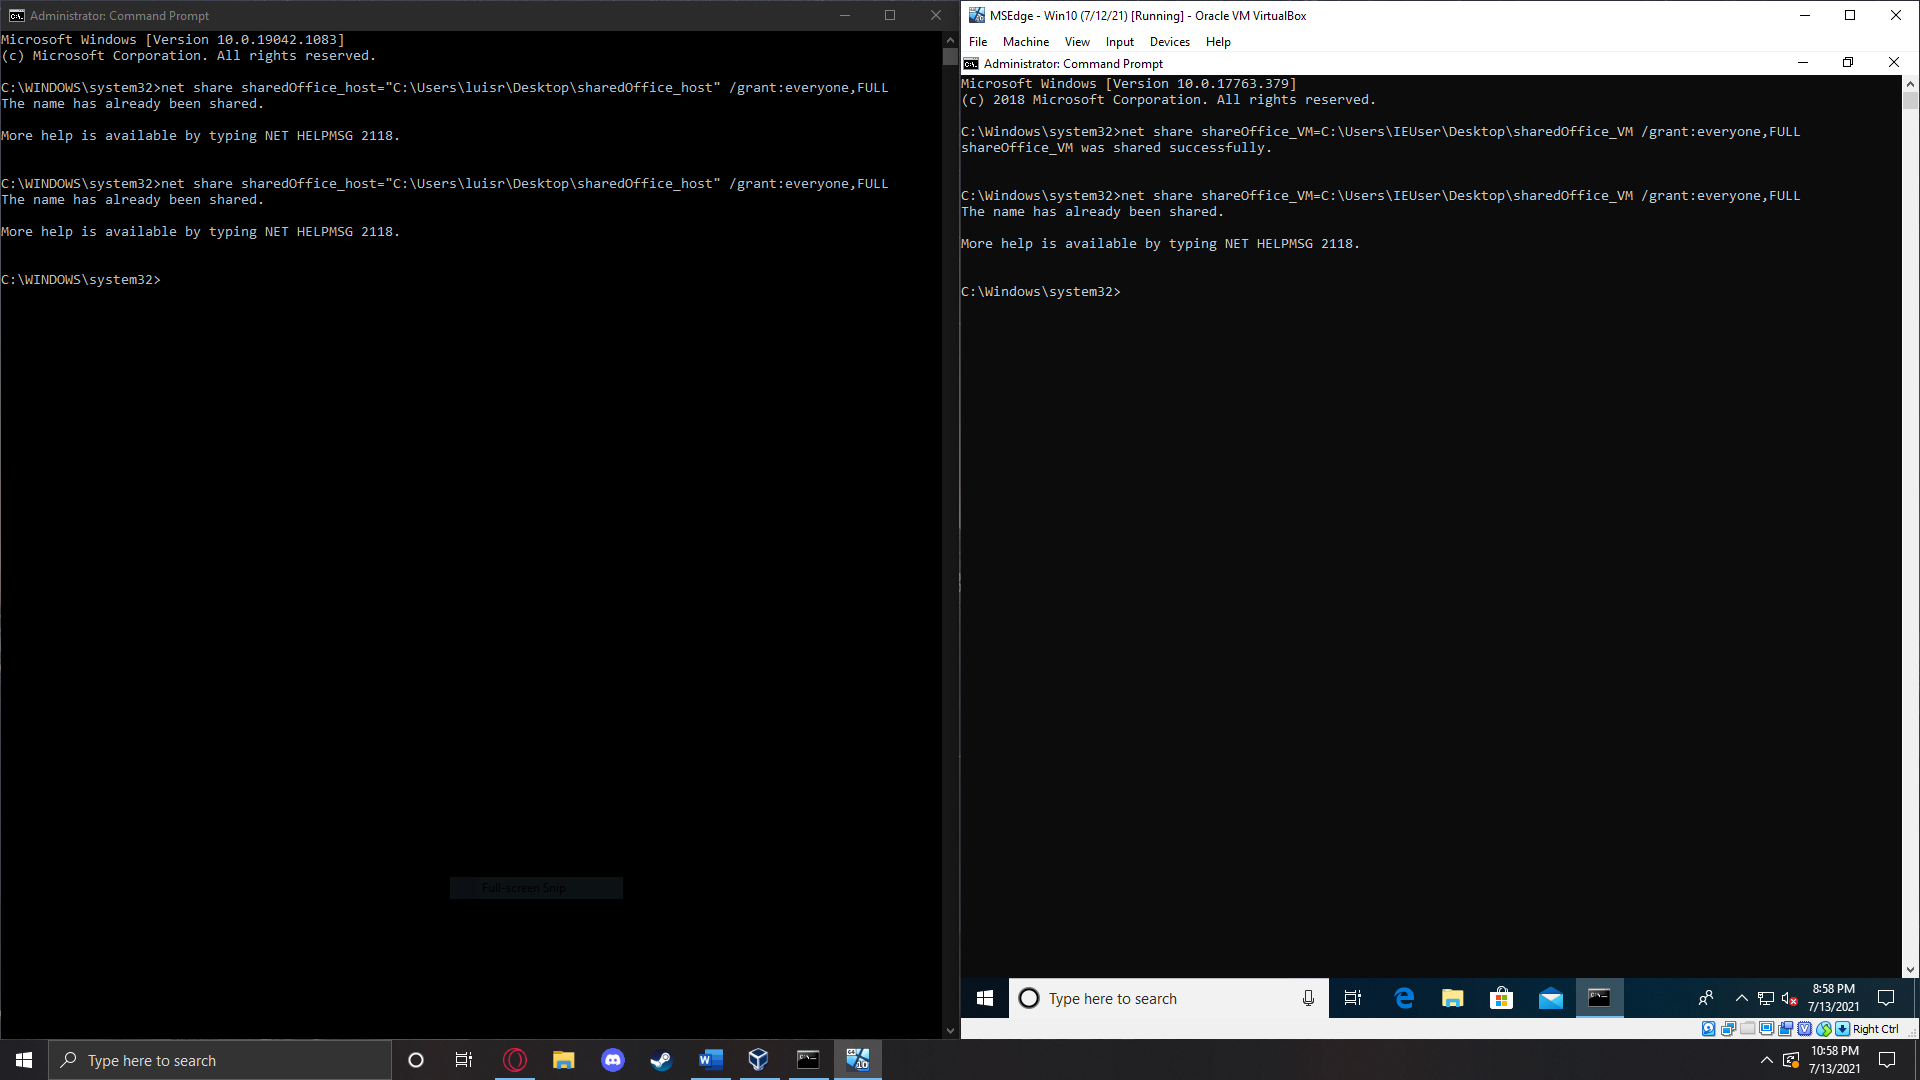 Administrator: Command Prompt
Microsoft Windows [Version 10.0.19042.1083]
(c) Microsoft Corporation. All rights reserved.
C:\WINDOWS\system32>net share sharedOffice_host="C:\Users\luisr\Desktop\sharedOffice_host" /grant:everyone,FULL
The name has already been shared.
More help is available by typing NET HELPMSG 2118.
C:\WINDOWS\system32>net share sharedOffice_host="C:\Users\luisr\Desktop\sharedOffice_host" /grant:everyone,FULL
The name has already been shared.
More help is available by typing NET HELPMSG 2118.
C:\WINDOWS\system32>
Full-screen Snip
MSEdge - Win10 (7/12/21) [Running] - Oracle VM VirtualBox
File Machine View Input Devices Help
Administrator: Command Prompt
Microsoft Windows [Version 10.0.17763.379]
(c) 2018 Microsoft Corporation. All rights reserved.
C:\Windows\system32>net share shareOffice_VM=C:\Users\IEUser\Desktop\sharedOffice_VM /grant:everyone,FULL
shareOffice_VM was shared successfully.
C:\Windows\system32>net share shareOffice_VM=C:\Users\IEUser\Desktop\sharedOffice_VM /grant:everyone,FULL
The name has already been shared.
More help is available by typing NET HELPMSG 2118.
C:\Windows\system32>
Type here to search
8:58 PM
7/13/2021
Right Ctrl
Type here to search
10:58 PM
7/13/2021